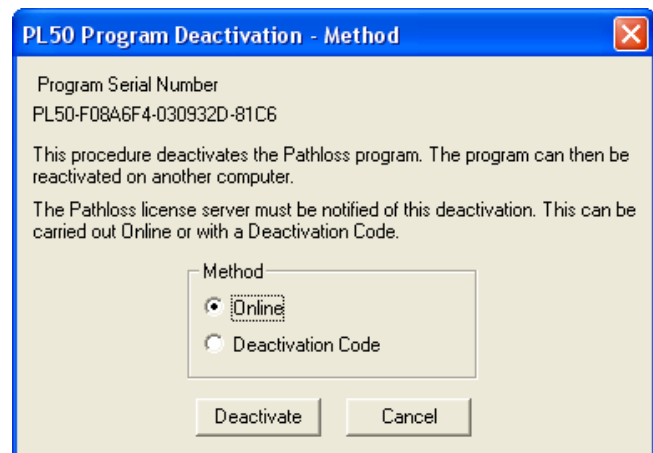 PL50 Program Deactivation - Method
Program Serial Number
PL50-F08A6F4-030932D-81C6
This procedure deactivates the Pathloss program. The program can then be
reactivated on another computer.
The Pathloss license server must be notified of this deactivation. This can be
carried out Online or with a Deactivation Code.
Method
Online
Deactivation Code
Deactivate Cancel